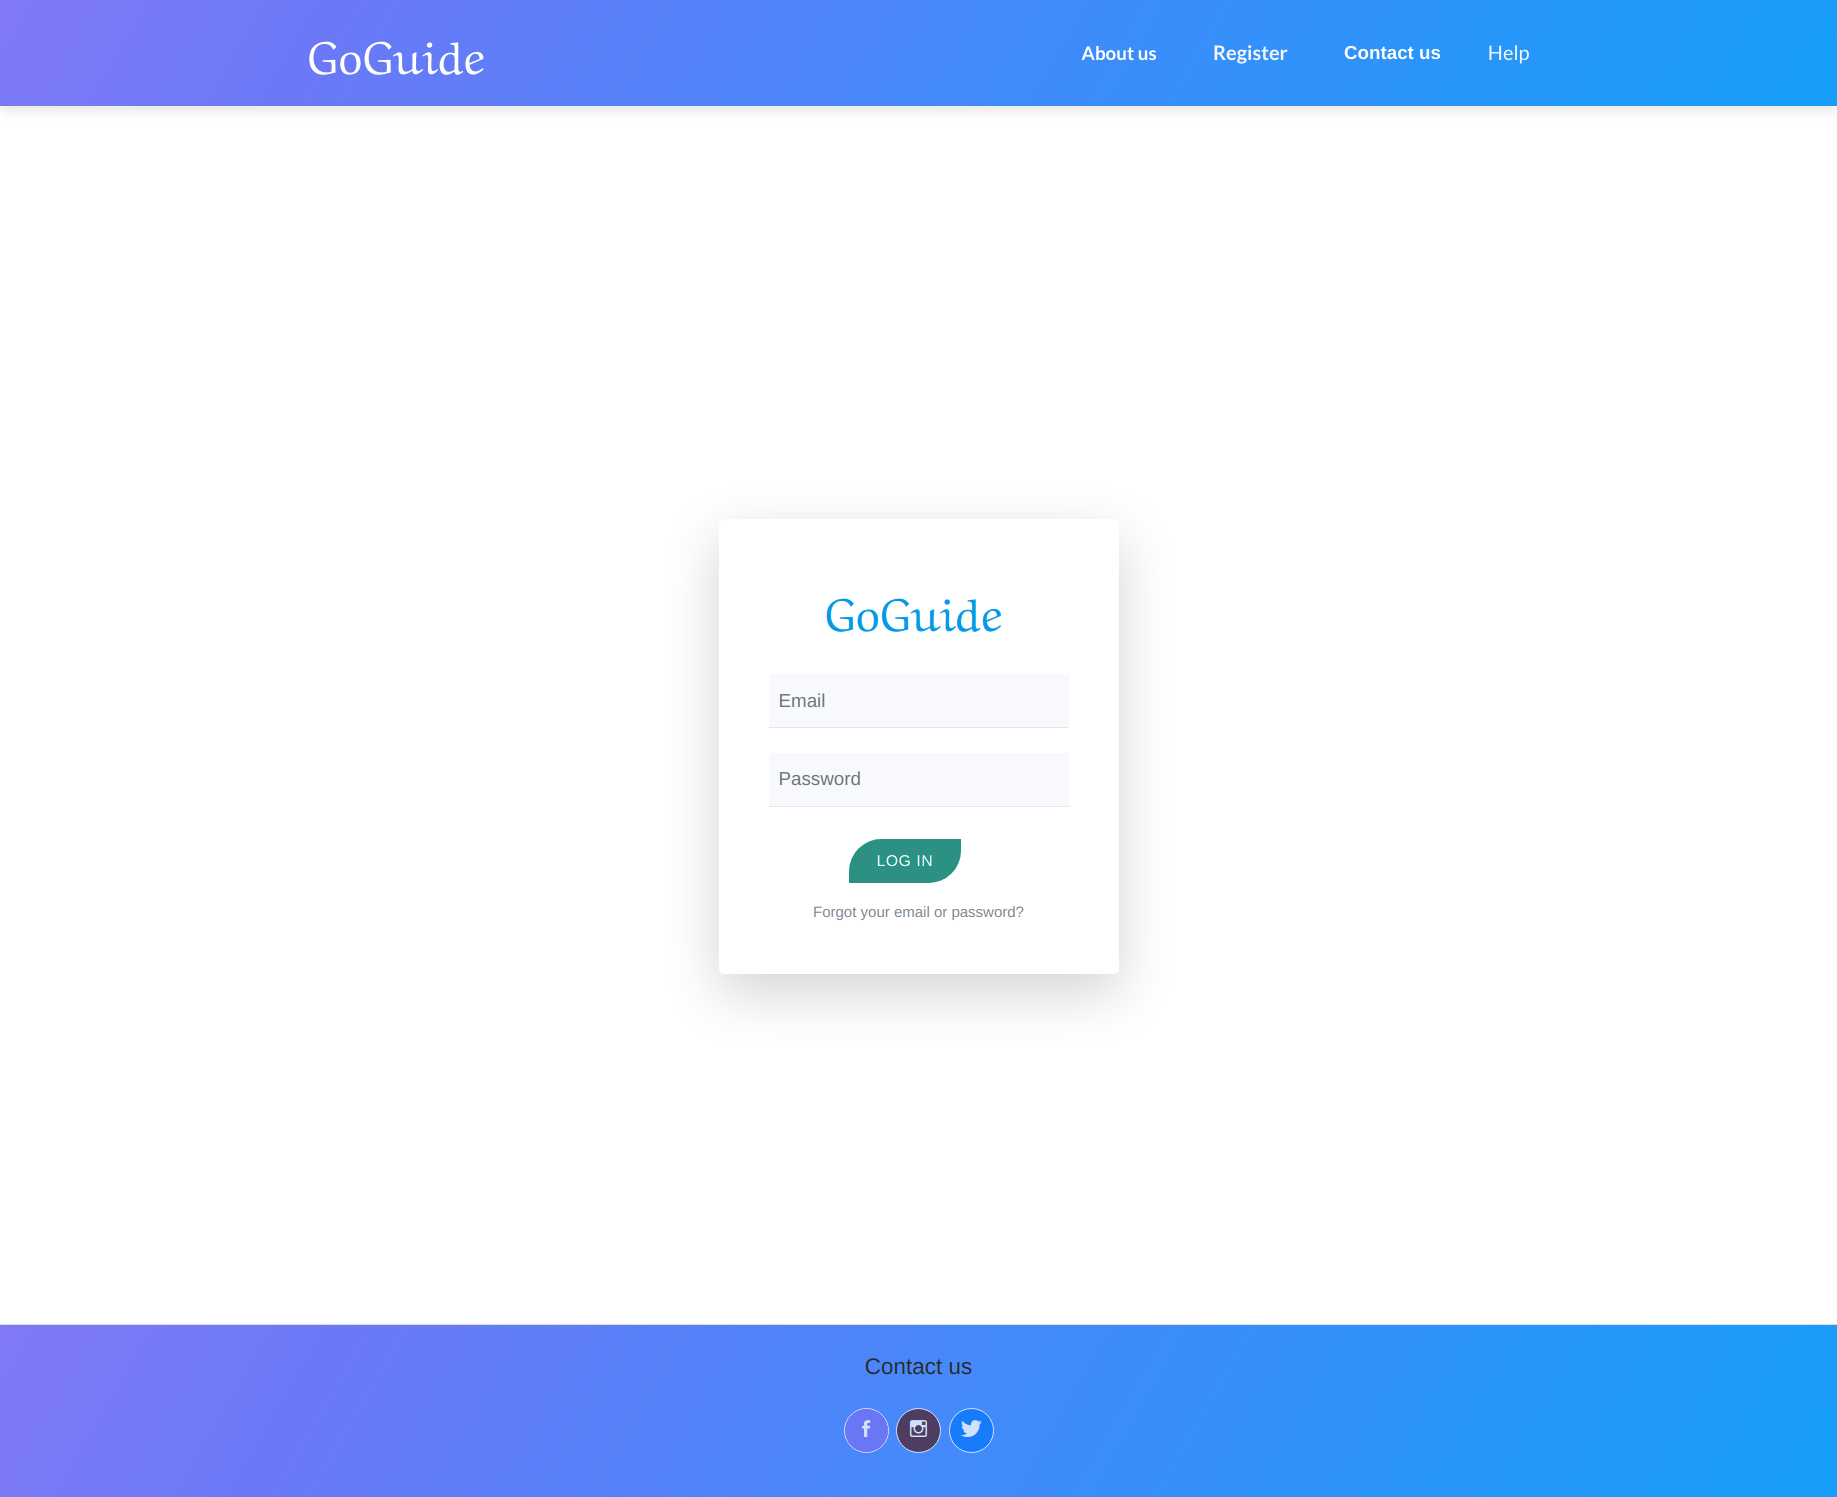 GoGuide
About us
Register
Contact us
Help
GoGuide
Email
Password
LOG IN
Forgot your email or password?
Contact us